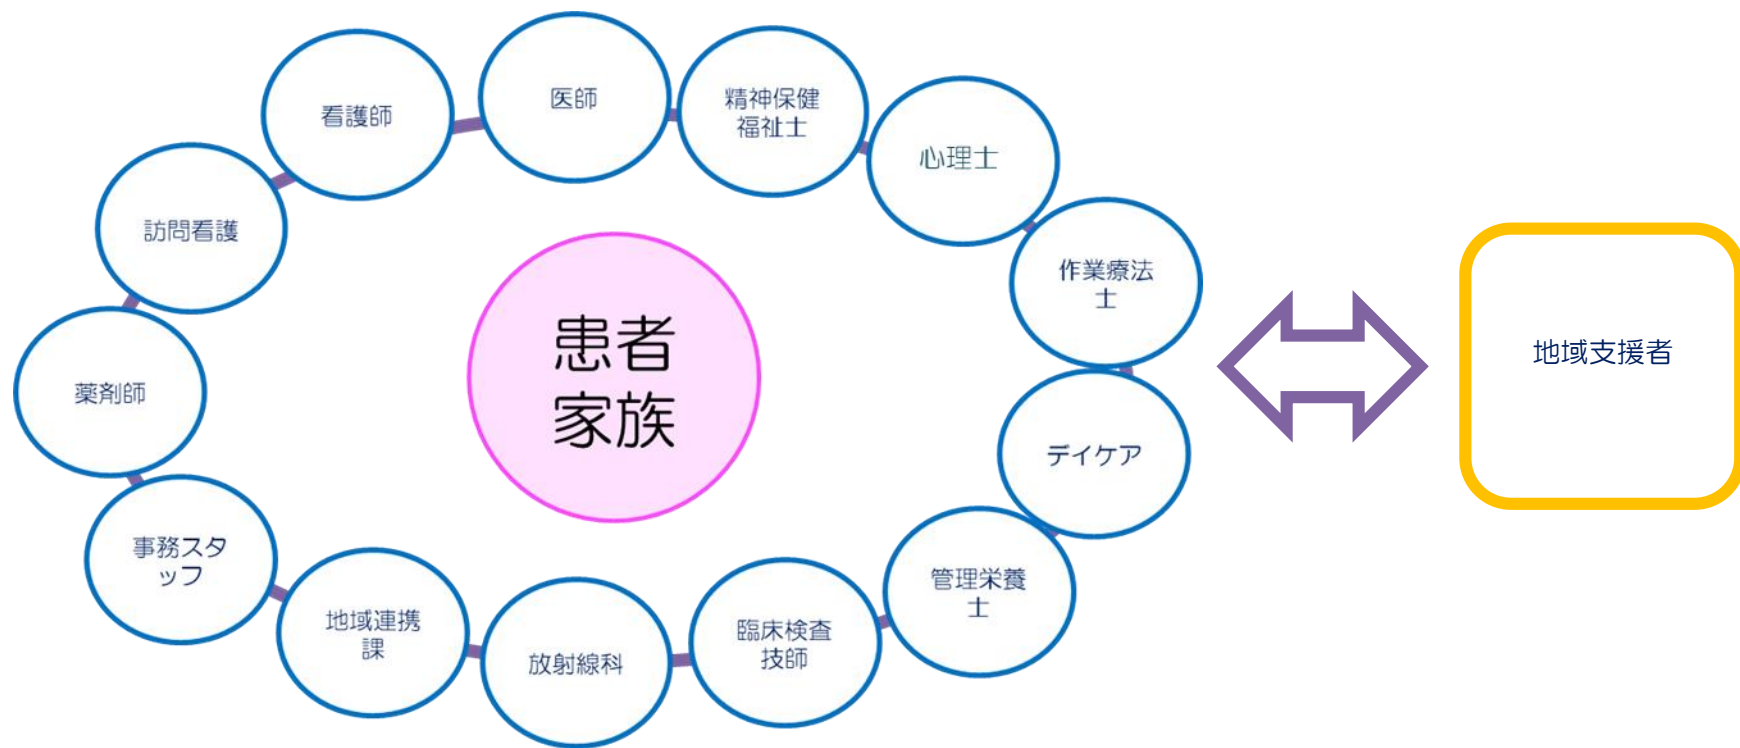 医師
精神保健
福祉士
心理士
作業療法
士
デイケア
管理栄養
士
臨床検査
技師
放射線科
地域連携
課
事務スタ
ッフ
薬剤師
訪問看護
看護師
患者
家族
地域支援者